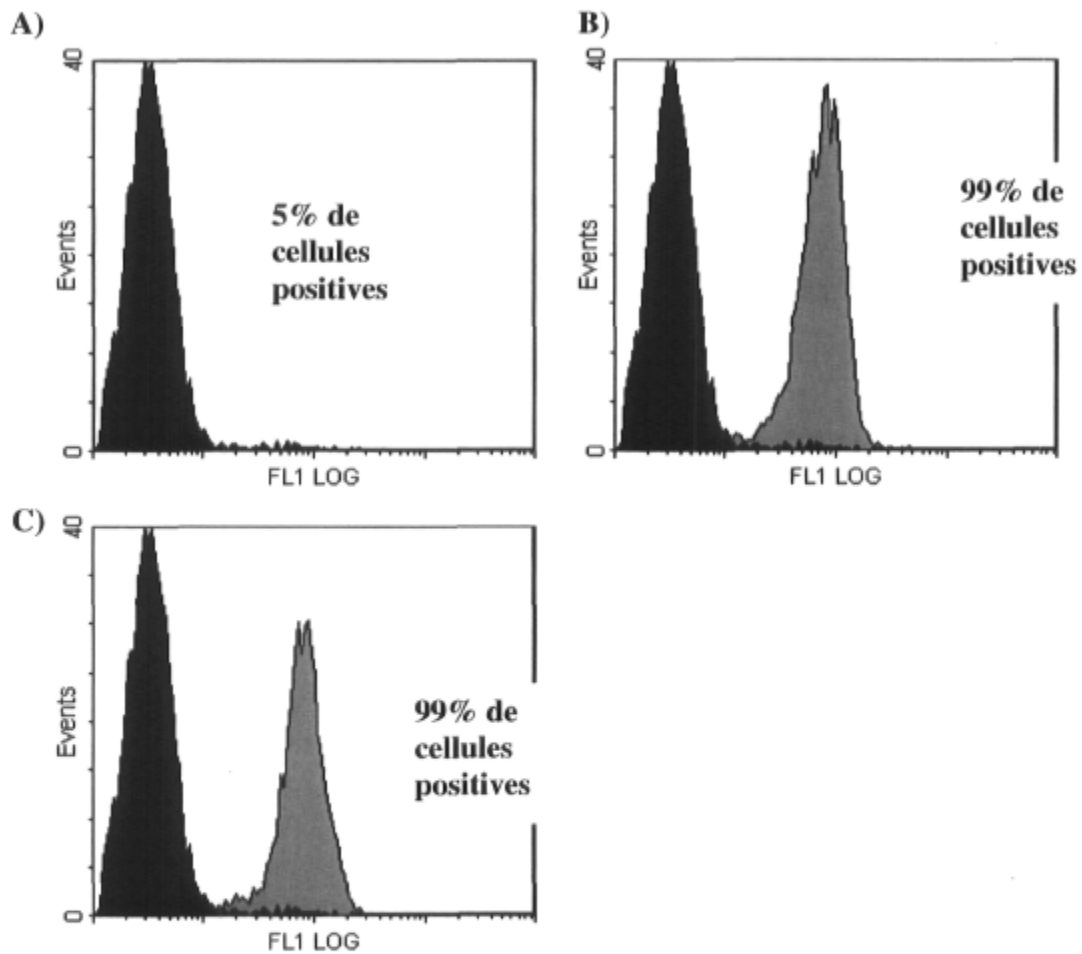 A)
40
Events
0
FL1 LOG
5% de
cellules
positives
B)
40
Events
0
FL1 LOG
99% de
cellules
positives
C)
40
Events
0
FL1 LOG
99% de
cellules
positives